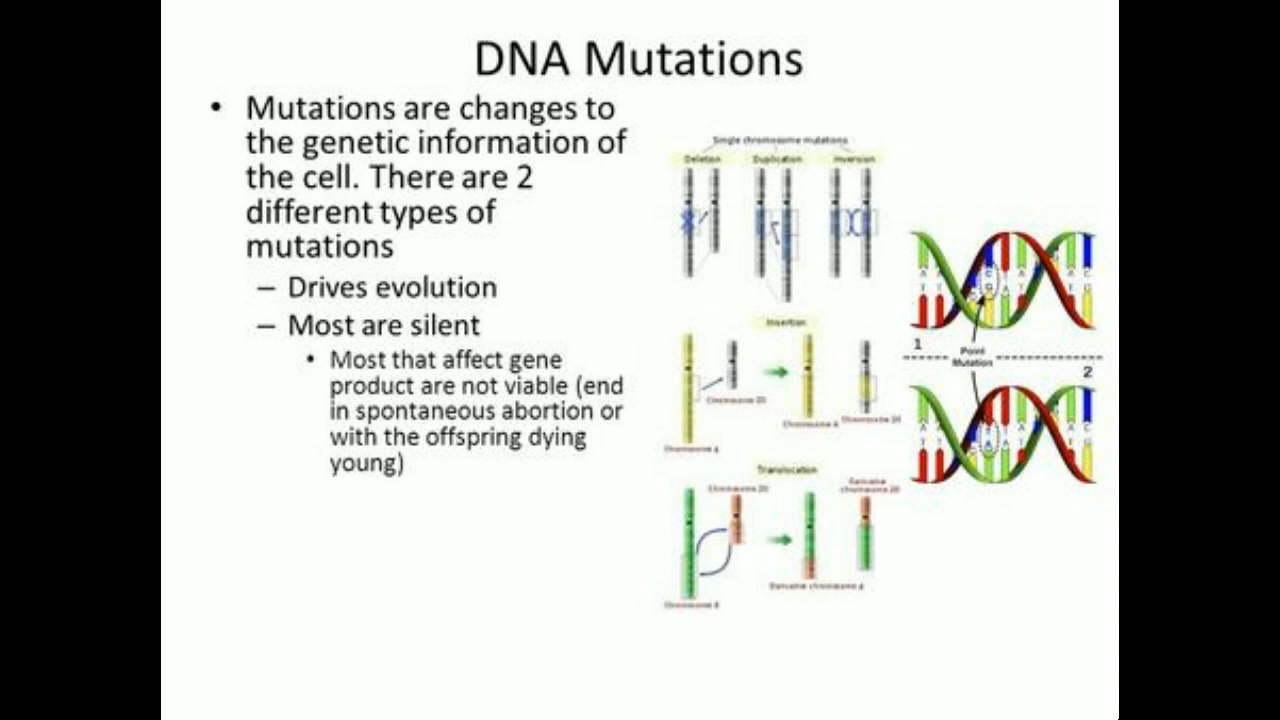 DNA Mutations
• Mutations are changes to
the genetic information of
the cell. There are 2
different types of
mutations
– Drives evolution
– Most are silent
• Most that affect gene
product are not viable (end
in spontaneous abortion or
with the offspring dying
young)
Single chromosome mutations
Deletion Duplication Inversion
Insertion
Chromosome 20
Chromosome 4
Chromosome 4
Chromosome 20
Translocation
Chromosome 20
Derivative
chromosome 20
Derivative chromosome 4
Chromosome 4
1
Point
Mutation
2